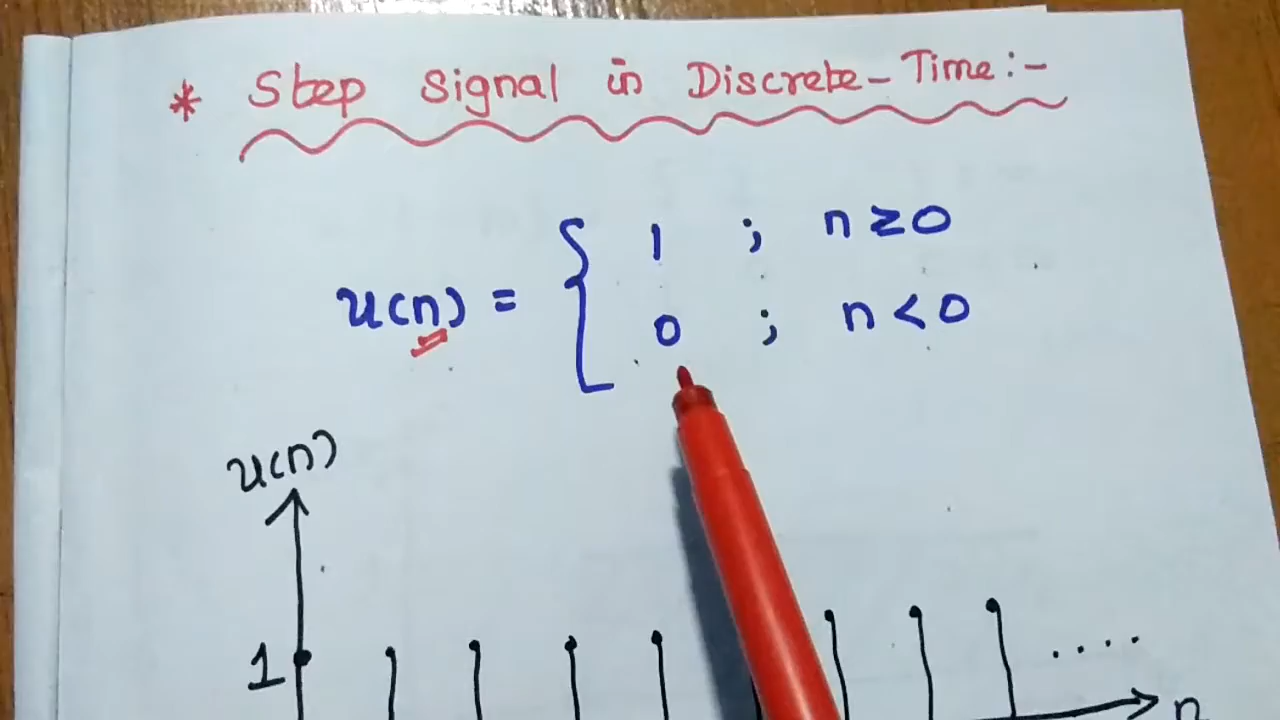 * Step Signal in Discrete-Time:-
u(n) = { 1 ; n ≥ 0
0 ; n < 0
u(n)
1
....
n